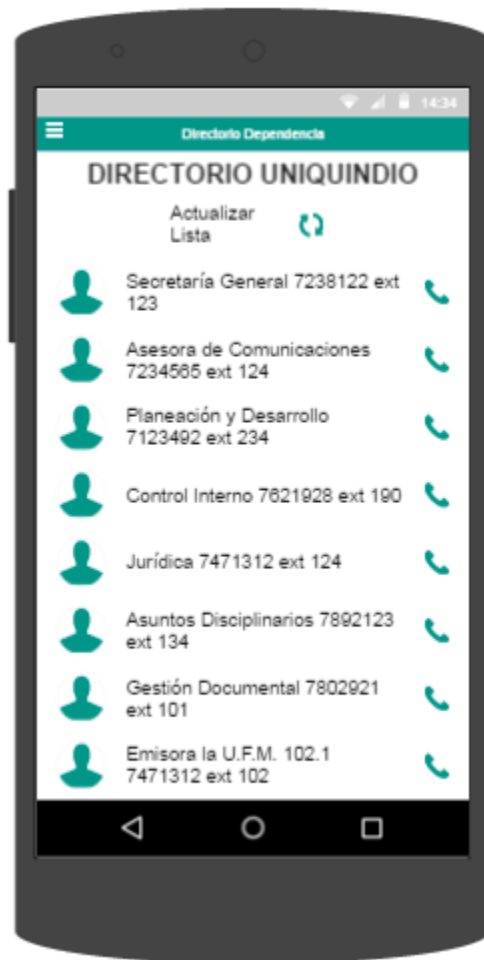 14:34
Directorio Dependencia
DIRECTORIO UNIQUINDIO
Actualizar
Lista
Secretaría General 7238122 ext
123
Asesora de Comunicaciones
7234565 ext 124
Planeación y Desarrollo
7123492 ext 234
Control Interno 7621928 ext 190
Jurídica 7471312 ext 124
Asuntos Disciplinarios 7892123
ext 134
Gestión Documental 7802921
ext 101
Emisora la U.F.M. 102.1
7471312 ext 102